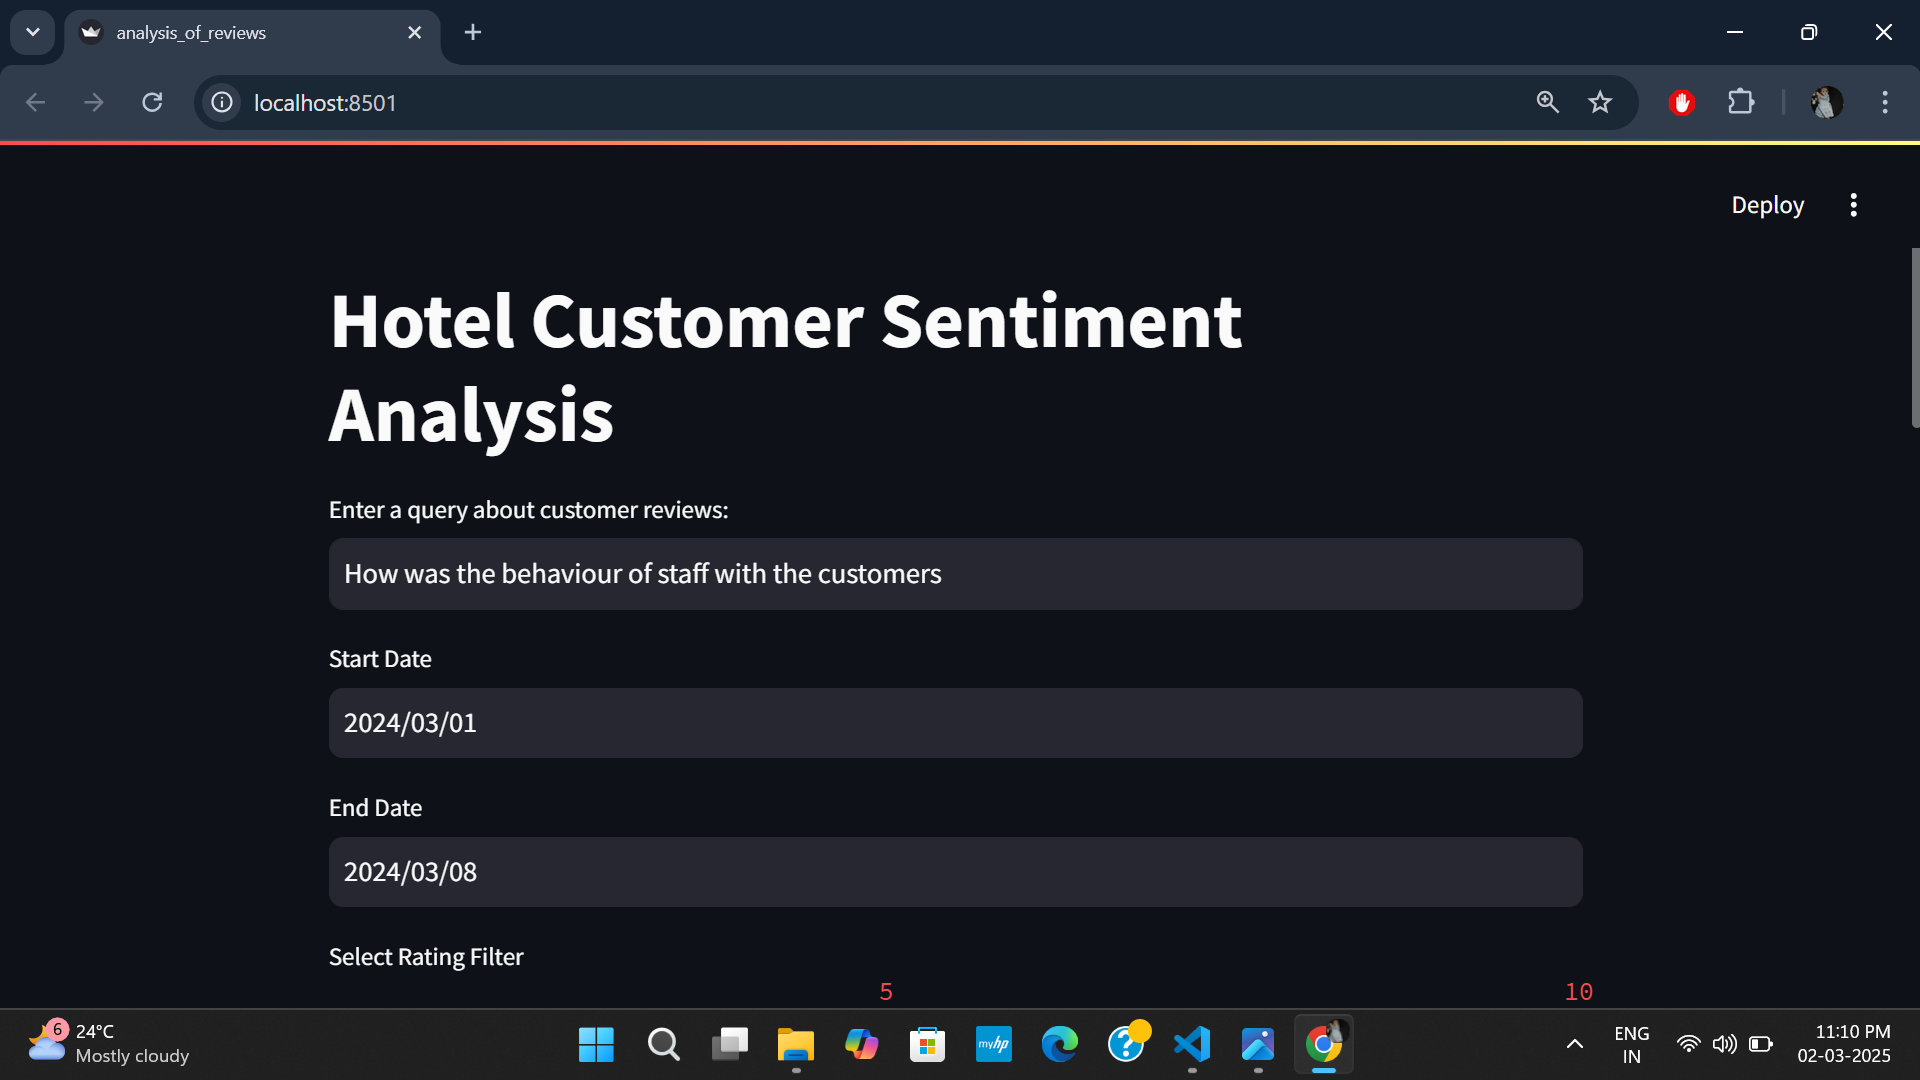 analysis_of_reviews
localhost:8501
Deploy
Hotel Customer Sentiment
Analysis
Enter a query about customer reviews:
How was the behaviour of staff with the customers
Start Date
2024/03/01
End Date
2024/03/08
Select Rating Filter
5
10
6
24°C
Mostly cloudy
myhp
ENG
IN
11:10 PM
02-03-2025